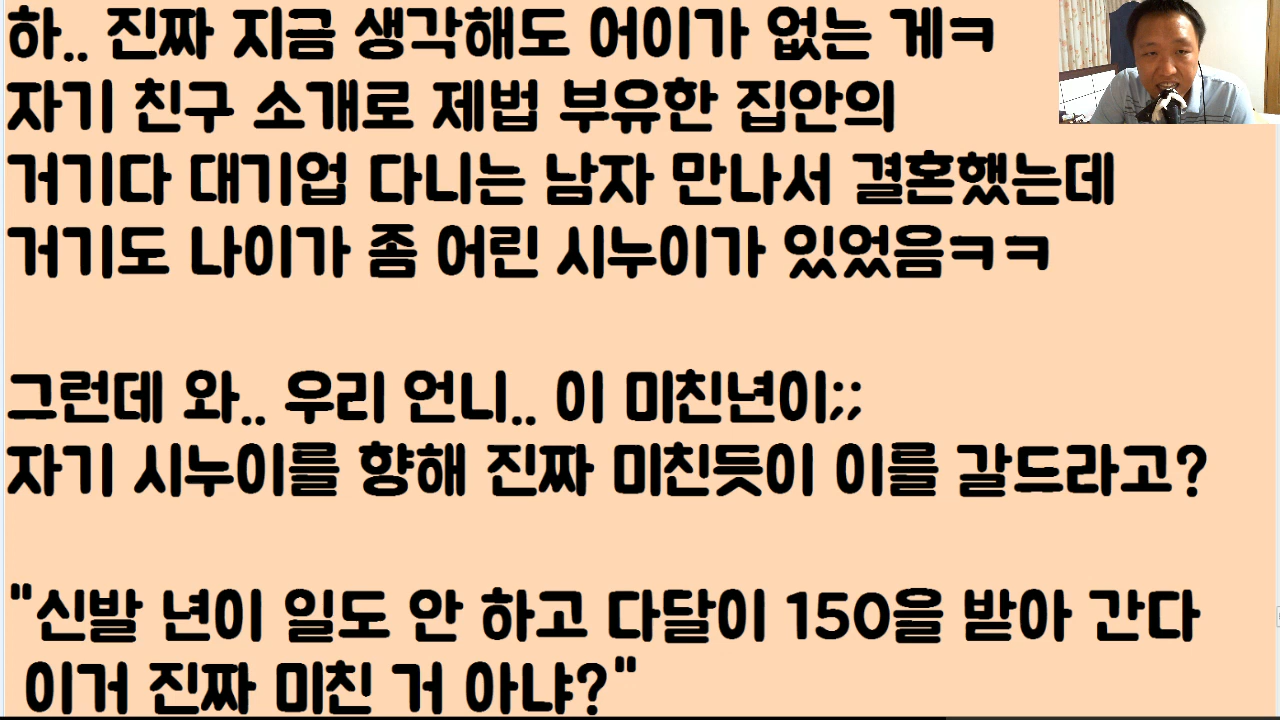 하.. 진짜 지금 생각해도 어이가 없는 게ㅋ
자기 친구 소개로 제법 부유한 집안의
거기다 대기업 다니는 남자 만나서 결혼했는데
거기도 나이가 좀 어린 시누이가 있었음ㅋㅋ
그런데 와.. 우리 언니.. 이 미친년이;;
자기 시누이를 향해 진짜 미친듯이 이를 갈드라고?
"신발 년이 일도 안 하고 다달이 150을 받아 간다
이거 진짜 미친 거 아냐?"